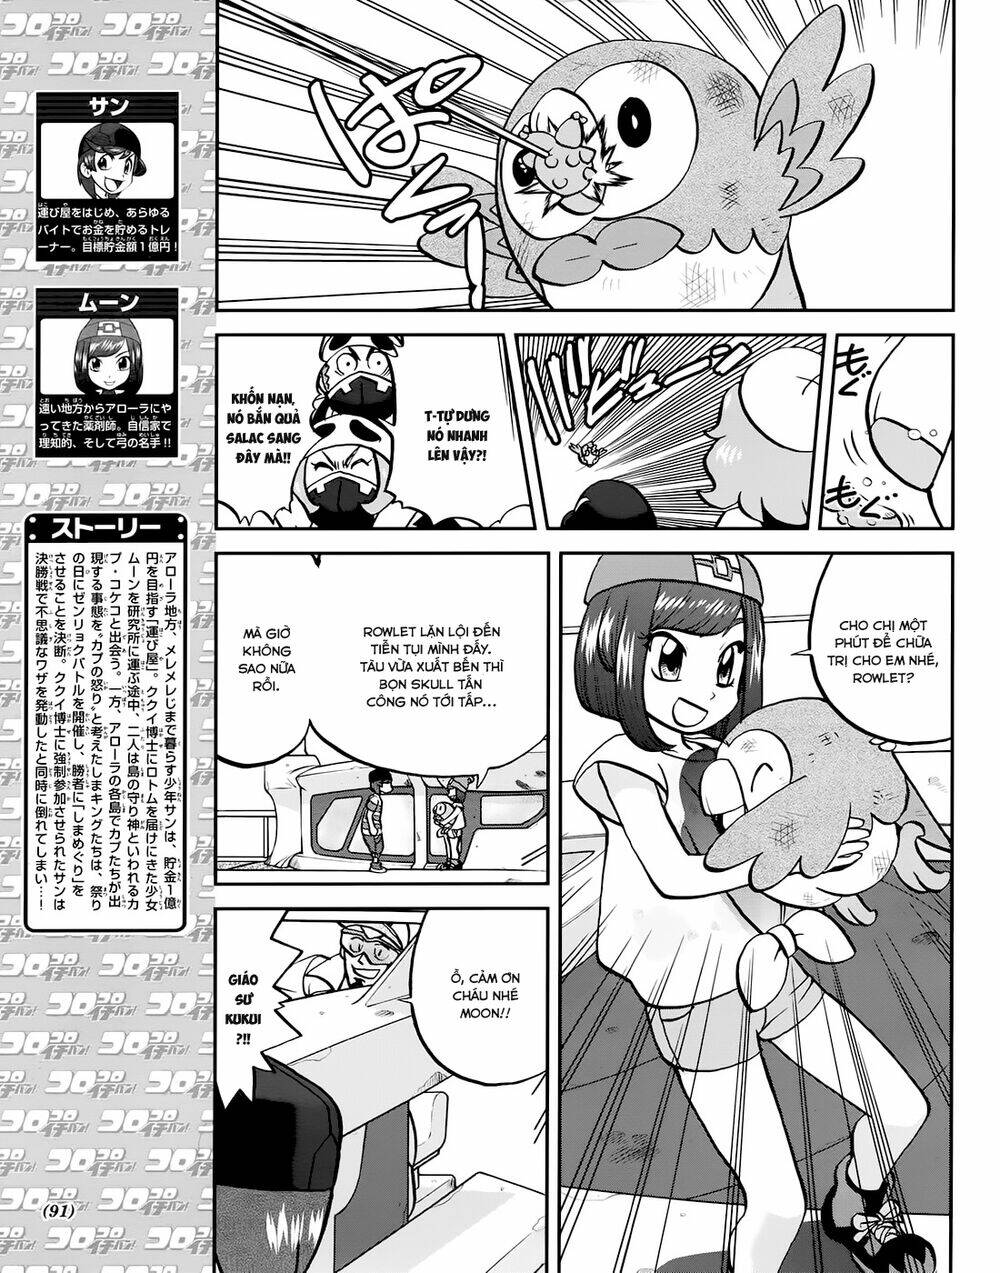 サン
運び屋をはじめ、あらゆる
バイトでお金を貯めるトレ
ーナー。目標貯金額1億円!
ムーン
遠い地方からアローラにや
ってきた薬剤師。自信家で
理知的、そして弓の名手!!
ストーリー
アローラ地方、メレメレじまで暮らす少年サンは、貯金1億
円を目指す「運び屋」。ククイ博士にロトムを届けにきた少女
ムーンを研究所に運ぶ途中、二人は島の守り神といわれるカ
プ・コケコと出会う。一方、アローラの各島でカプたちが出
現する事態を"カプの怒り"と考えたしまキングたちは、祭り
の日にゼンリョクバトルを開催し、勝者に「しまめぐり」を
させることを決断。ククイ博士に強制参加させられたサンは
決勝戦で不思議なワザを発動したと同時に倒れてしまい…!
(91)
ぱぺべっ
もぐ
もぐ
ビューン
T-TỰ DƯNG
NÓ NHANH
LÊN VẬY?!
KHỐN NẠN,
NÓ BẮN QUẢ
SALAC SANG
ĐẤY MÀ!!
CHO CHỊ MỘT
PHÚT ĐỂ CHỮA
TRỊ CHO EM NHÉ,
ROWLET?
ROWLET LẶN LỘI ĐẾN
TIỄN TỤI MÌNH ĐẤY.
TÀU VỪA XUẤT BẾN THÌ
BỌN SKULL TẤN
CÔNG NÓ TỚI TẤP...
MÀ GIỜ
KHÔNG
SAO NỮA
RỒI.
Ồ, CẢM ƠN
CHÁU NHÉ
MOON!!
GIÁO
SƯ
KUKUI
?!!